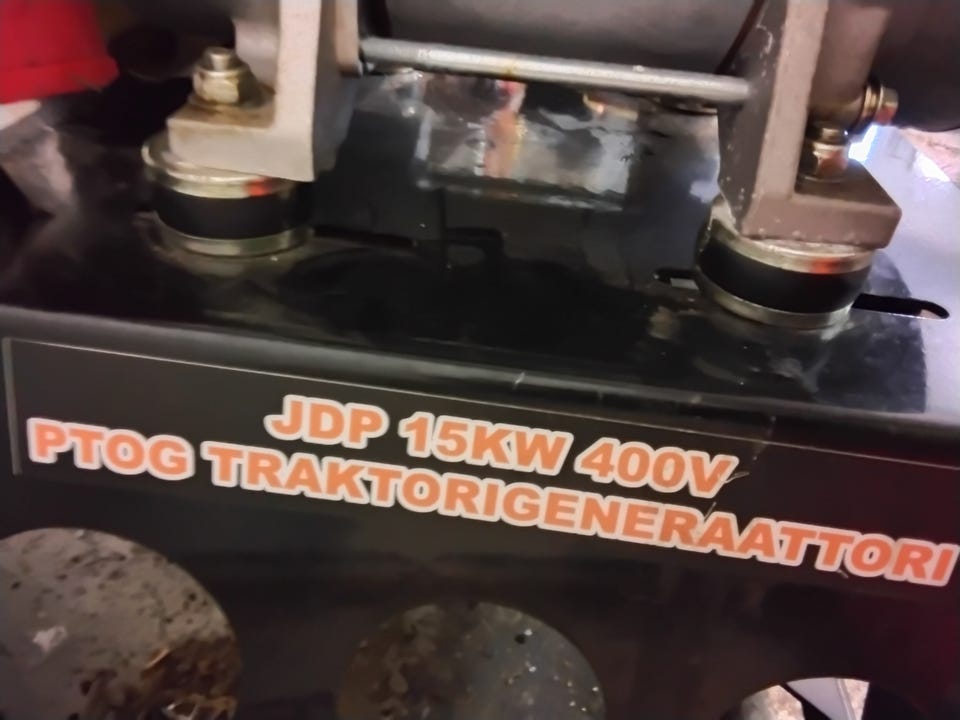 JDP 15KW 400V
PTOG TRAKTORIGENERAATTORI